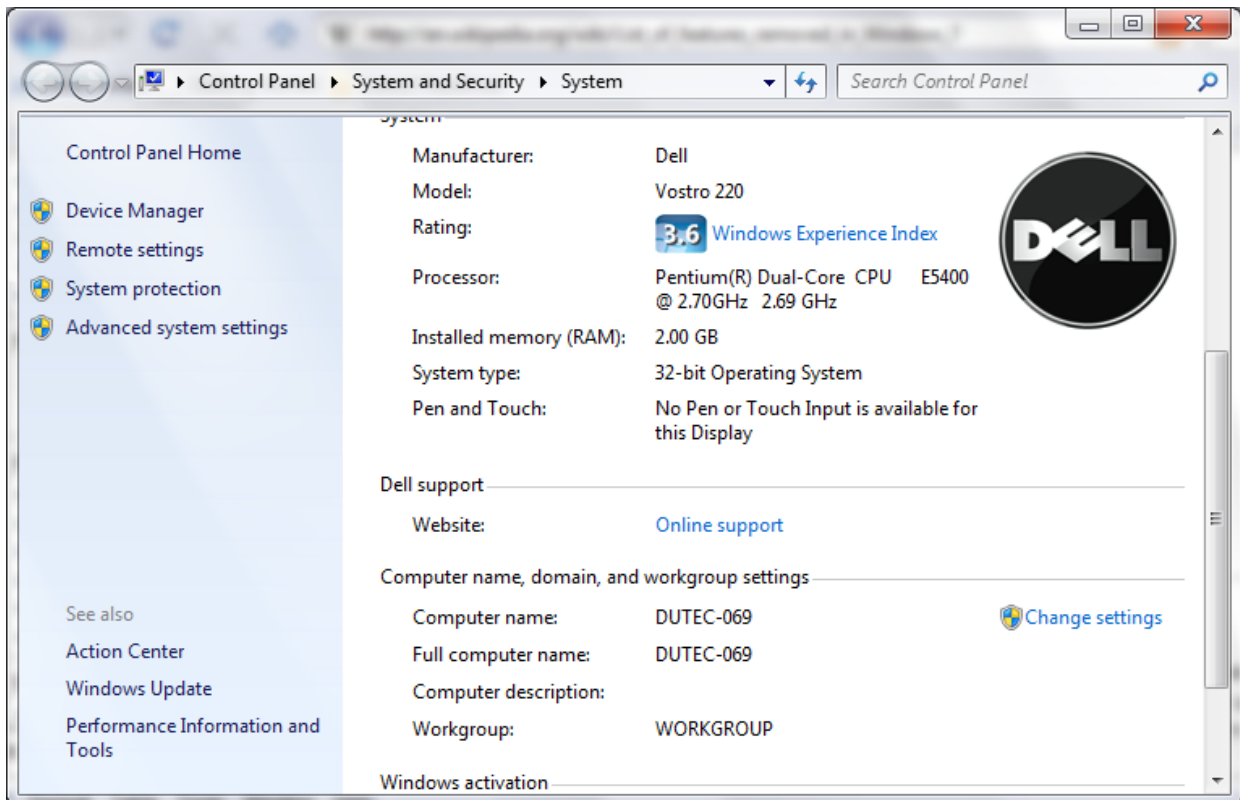 Control Panel ▸ System and Security ▸ System
Search Control Panel
Control Panel Home
Device Manager
Remote settings
System protection
Advanced system settings
See also
Action Center
Windows Update
Performance Information and
Tools
System
Manufacturer: Dell
Model: Vostro 220
Rating: 3.6 Windows Experience Index
Processor: Pentium(R) Dual-Core CPU E5400
@ 2.70GHz 2.69 GHz
Installed memory (RAM): 2.00 GB
System type: 32-bit Operating System
Pen and Touch: No Pen or Touch Input is available for
this Display
DELL
Dell support
Website: Online support
Computer name, domain, and workgroup settings
Computer name: DUTEC-069 Change settings
Full computer name: DUTEC-069
Computer description:
Workgroup: WORKGROUP
Windows activation